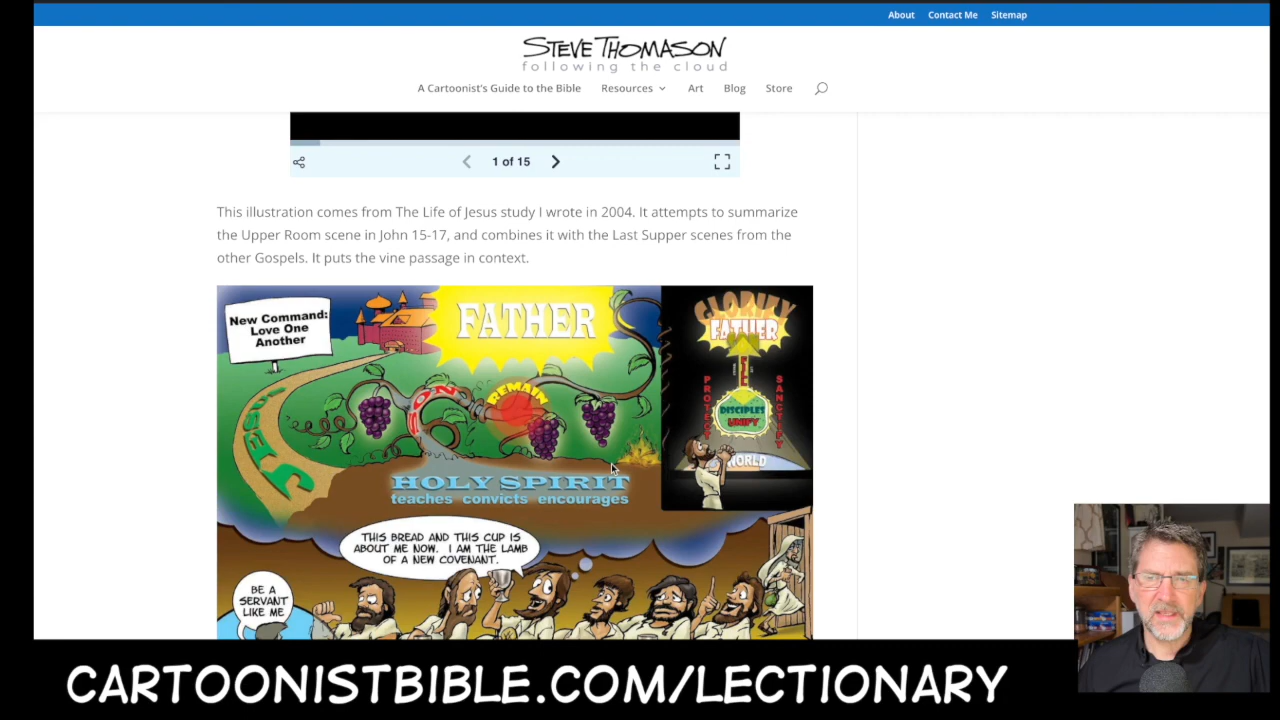 About Contact Me Sitemap
STEVE THOMASON
following the cloud
A Cartoonist's Guide to the Bible Resources Art Blog Store
1 of 15
This illustration comes from The Life of Jesus study I wrote in 2004. It attempts to summarize
the Upper Room scene in John 15-17, and combines it with the Last Supper scenes from the
other Gospels. It puts the vine passage in context.
New Command:
Love One
Another
FATHER
JESUS
SON
REMAIN
HOLY SPIRIT
teaches convicts encourages
GLORIFY
FATHER
PROTECT
SANCTIFY
DISCIPLES
UNIFY
WORLD
THIS BREAD AND THIS CUP IS
ABOUT ME NOW. I AM THE LAMB
OF A NEW COVENANT.
BE A
SERVANT
LIKE ME
CARTOONISTBIBLE.COM/LECTIONARY